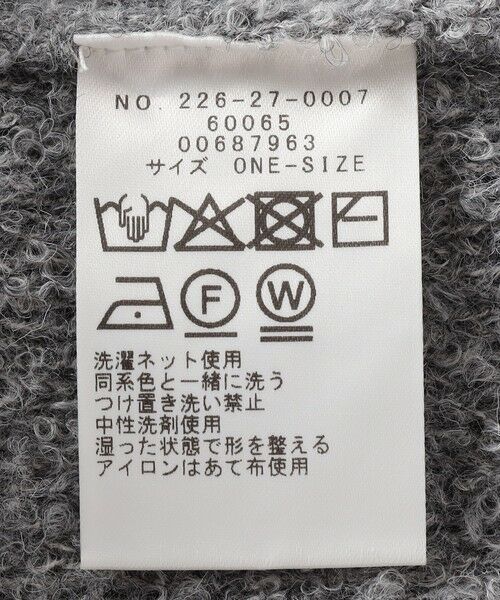 NO. 226-27-0007
60065
00687963
サイズ ONE-SIZE
F W
洗濯ネット使用
同系色と一緒に洗う
つけ置き洗い禁止
中性洗剤使用
湿った状態で形を整える
アイロンはあて布使用